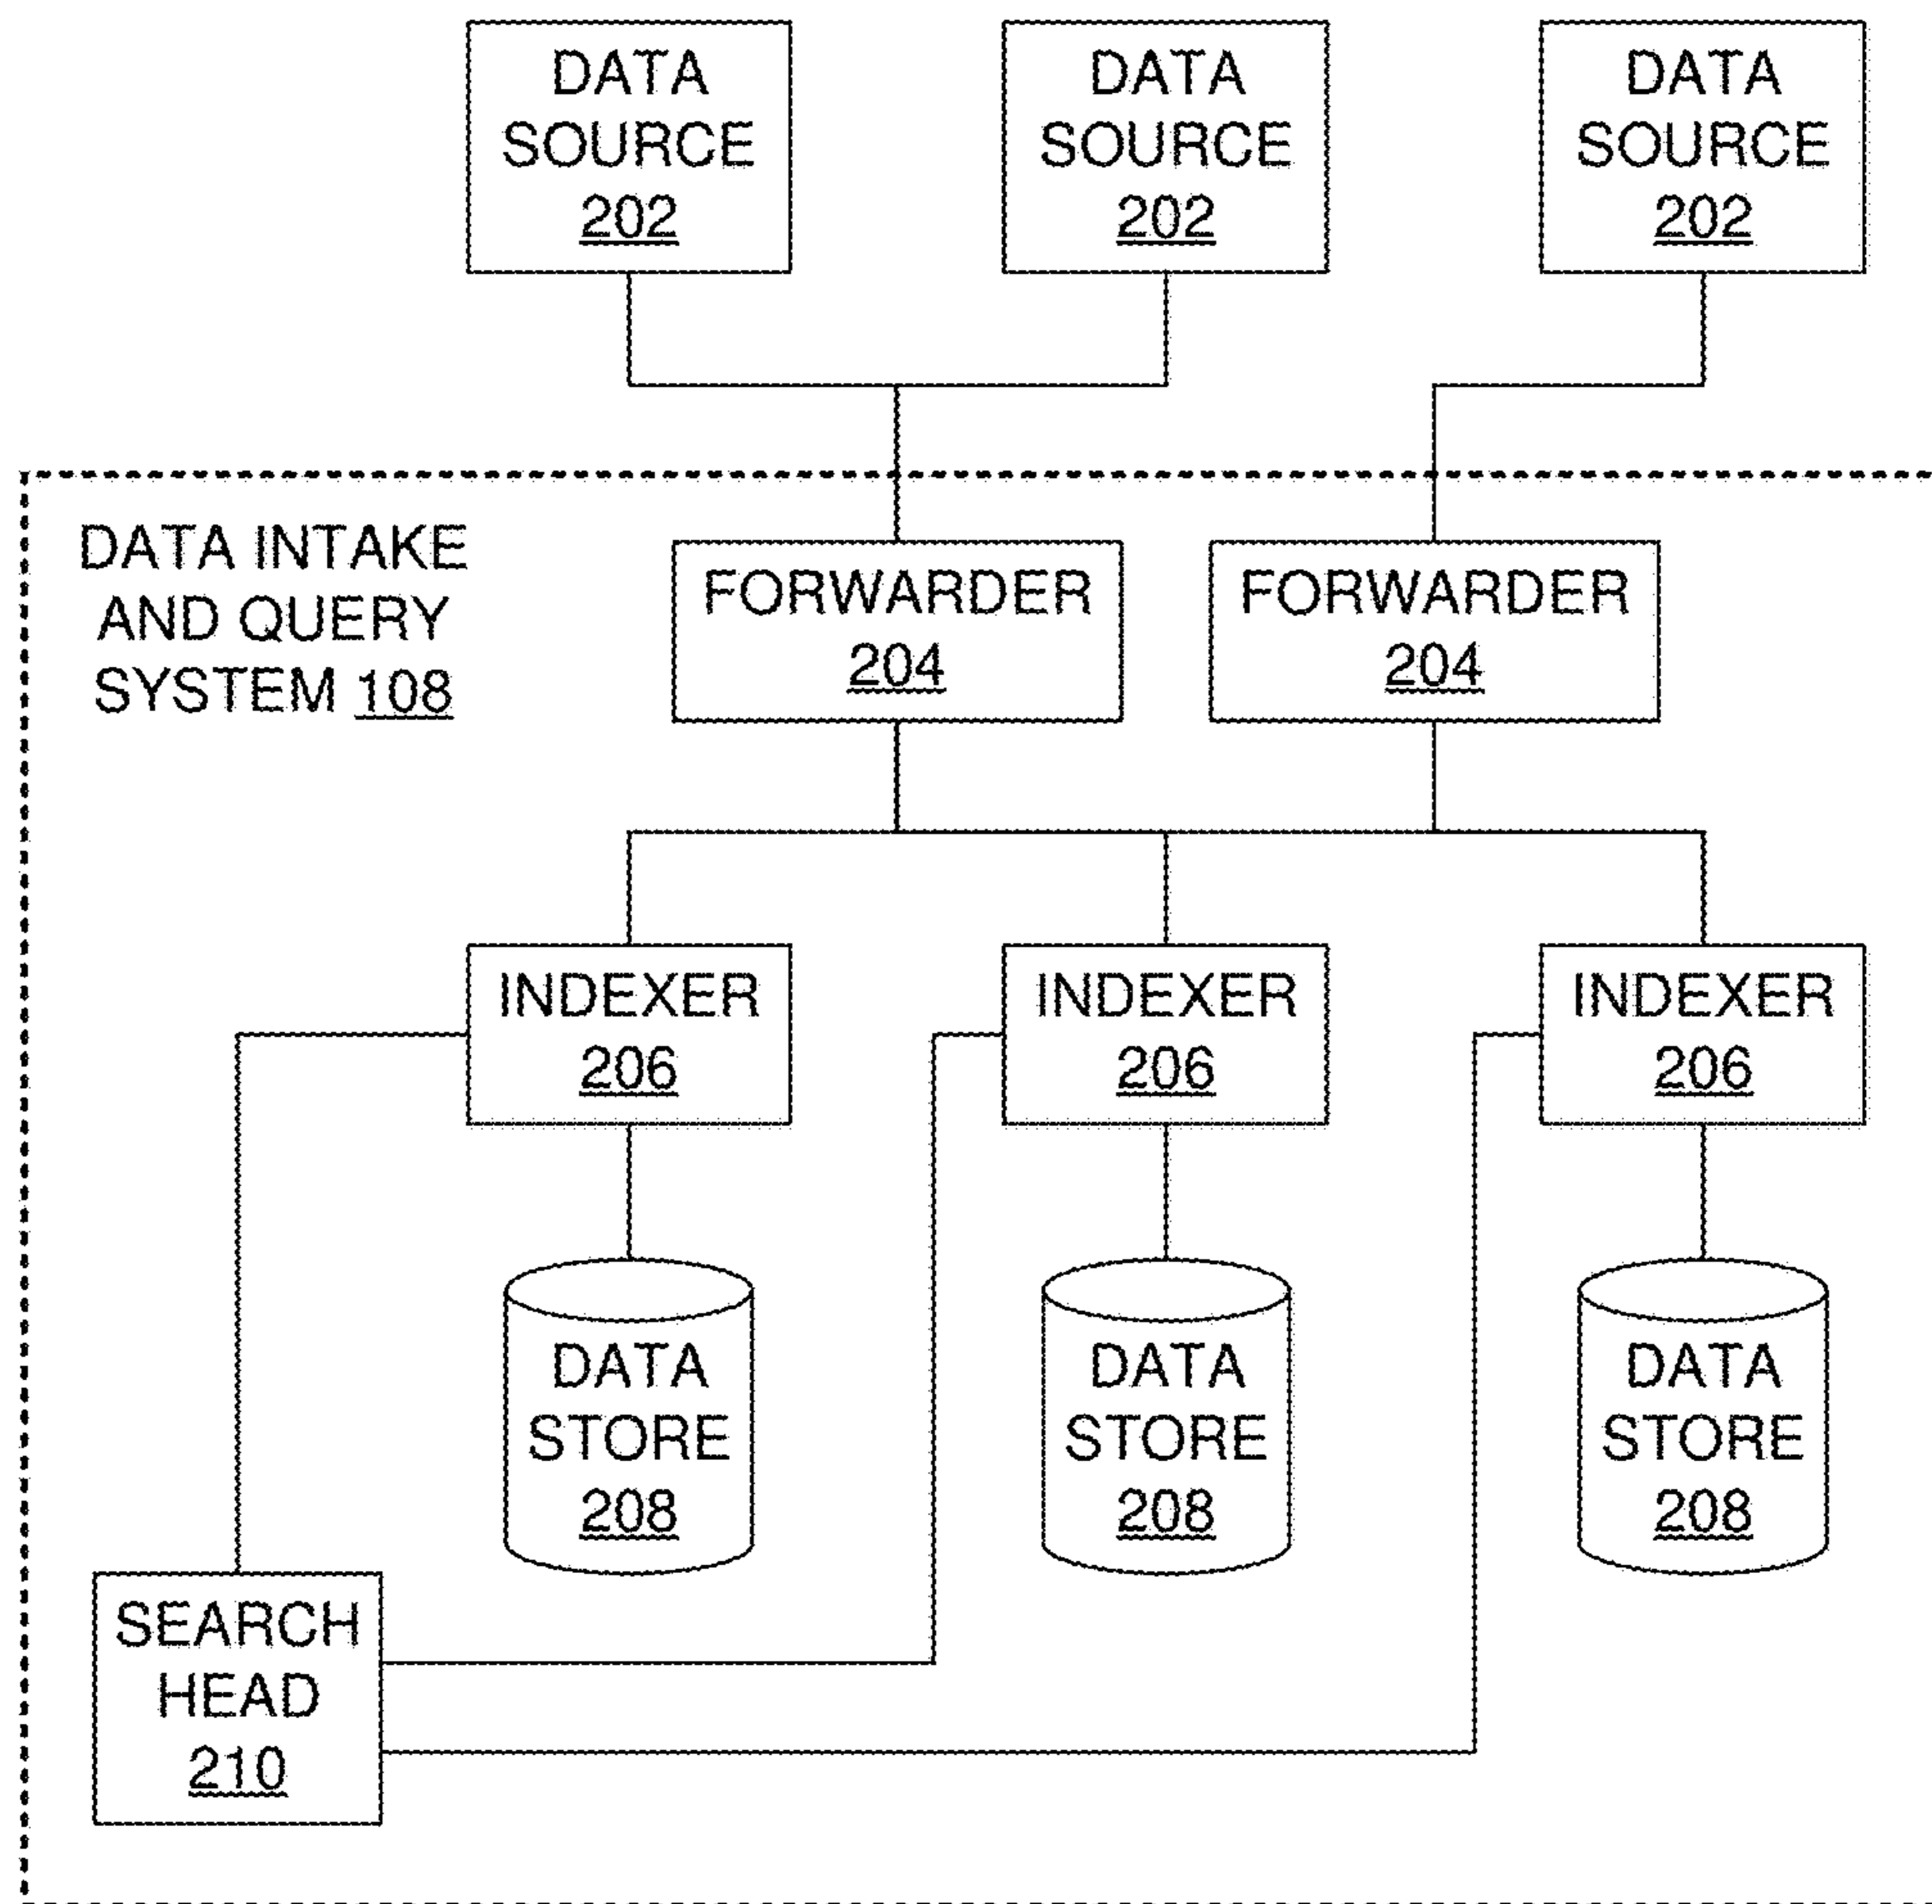 DATA
SOURCE
202
DATA
SOURCE
202
DATA
SOURCE
202
DATA INTAKE
AND QUERY
SYSTEM 108
FORWARDER
204
FORWARDER
204
INDEXER
206
INDEXER
206
INDEXER
206
DATA
STORE
208
DATA
STORE
208
DATA
STORE
208
SEARCH
HEAD
210